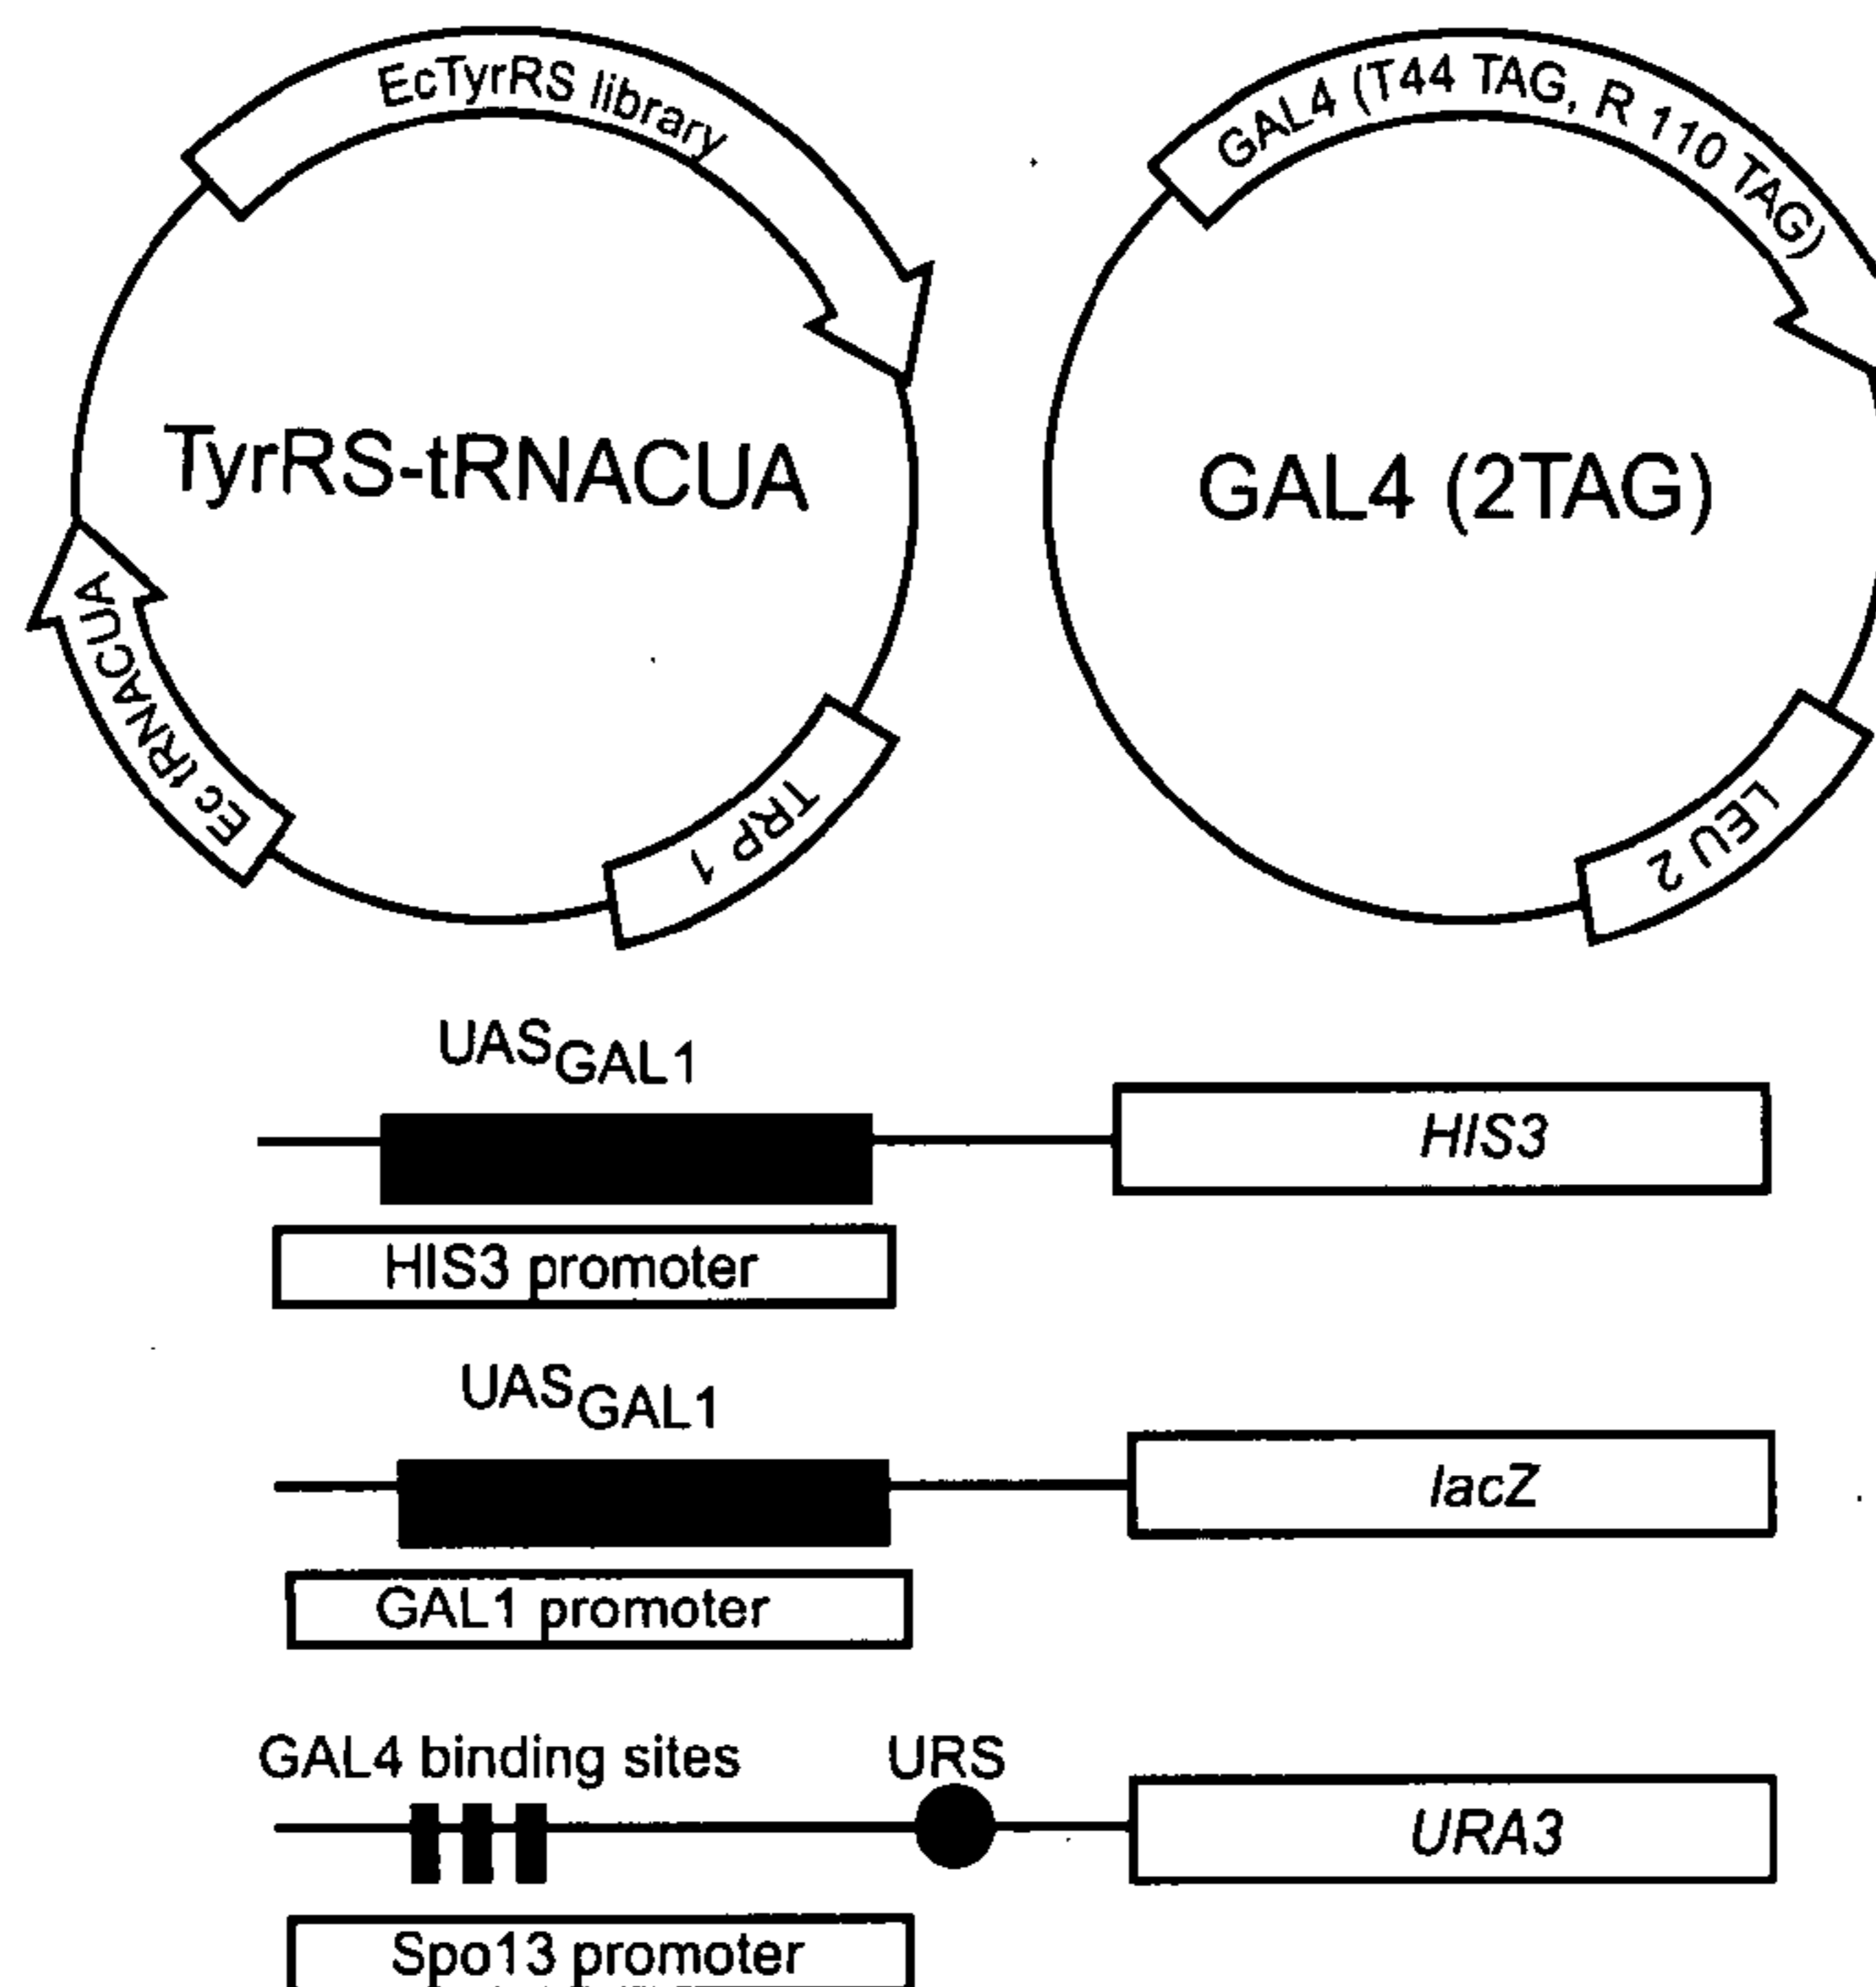 EcTyrRS library
TyrRS-tRNACUA
Ec tRNACUA
TRP 1
GAL4 (T44 TAG, R 110 TAG)
GAL4 (2TAG)
LEU 2
UASGAL1
HIS3
HIS3 promoter
UASGAL1
lacZ
GAL1 promoter
GAL4 binding sites URS
URA3
Spo13 promoter